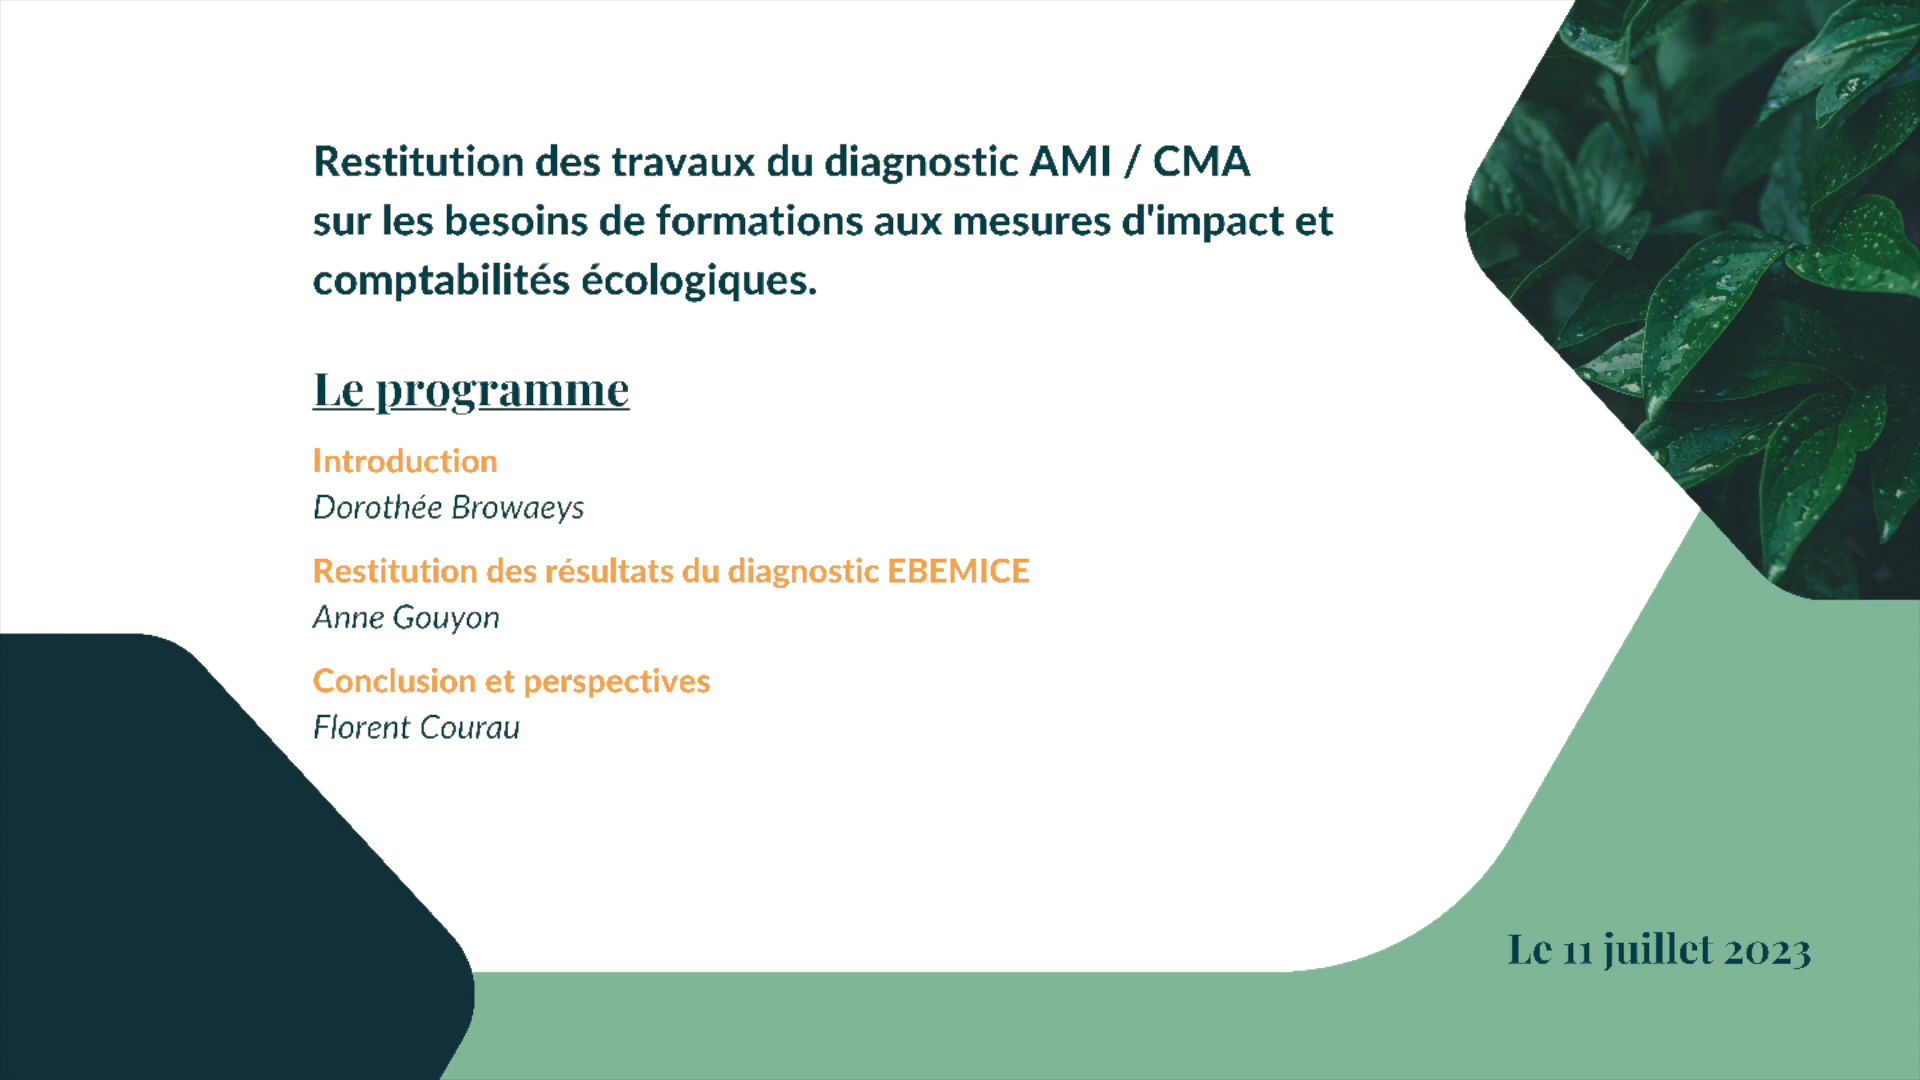 Restitution des travaux du diagnostic AMI / CMA
sur les besoins de formations aux mesures d'impact et
comptabilités écologiques.
Le programme
Introduction
Dorothée Browaeys
Restitution des résultats du diagnostic EBEMICE
Anne Gouyon
Conclusion et perspectives
Florent Courau
Le 11 juillet 2023